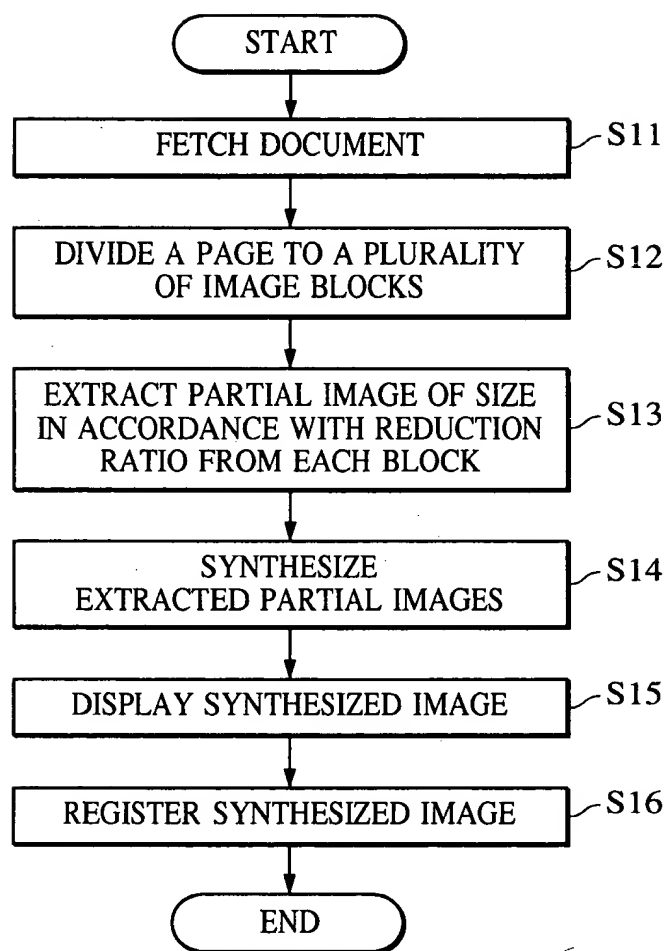 START
FETCH DOCUMENT
S11
DIVIDE A PAGE TO A PLURALITY
OF IMAGE BLOCKS
S12
EXTRACT PARTIAL IMAGE OF SIZE
IN ACCORDANCE WITH REDUCTION
RATIO FROM EACH BLOCK
S13
SYNTHESIZE
EXTRACTED PARTIAL IMAGES
S14
DISPLAY SYNTHESIZED IMAGE
S15
REGISTER SYNTHESIZED IMAGE
S16
END